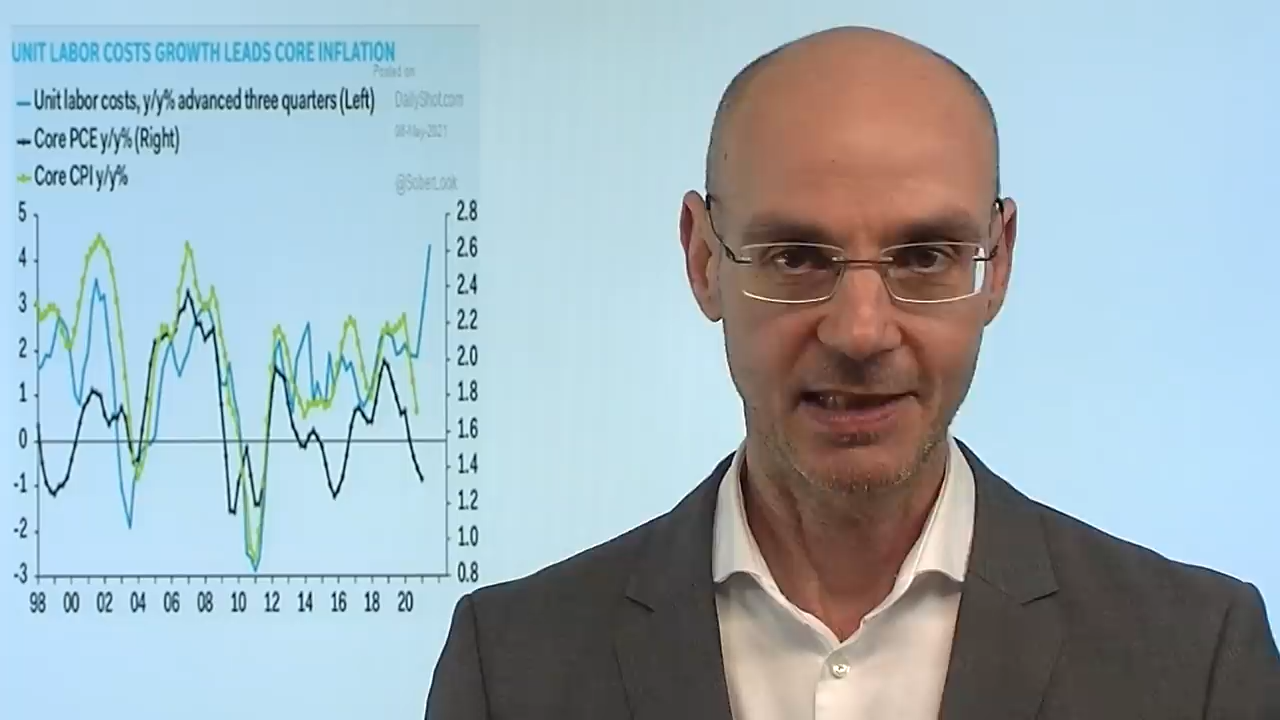 UNIT LABOR COSTS GROWTH LEADS CORE INFLATION
Posted on
Unit labor costs, y/y% advanced three quarters (Left)
DailyShot.com
Core PCE y/y% (Right)
08-May-2021
Core CPI y/y%
@SoberLook
5 2.8
4 2.6
3 2.4
2 2.2
1 2.0
0 1.8
-1 1.6
-2 1.4
-3 1.2
1.0
0.8
98 00 02 04 06 08 10 12 14 16 18 20